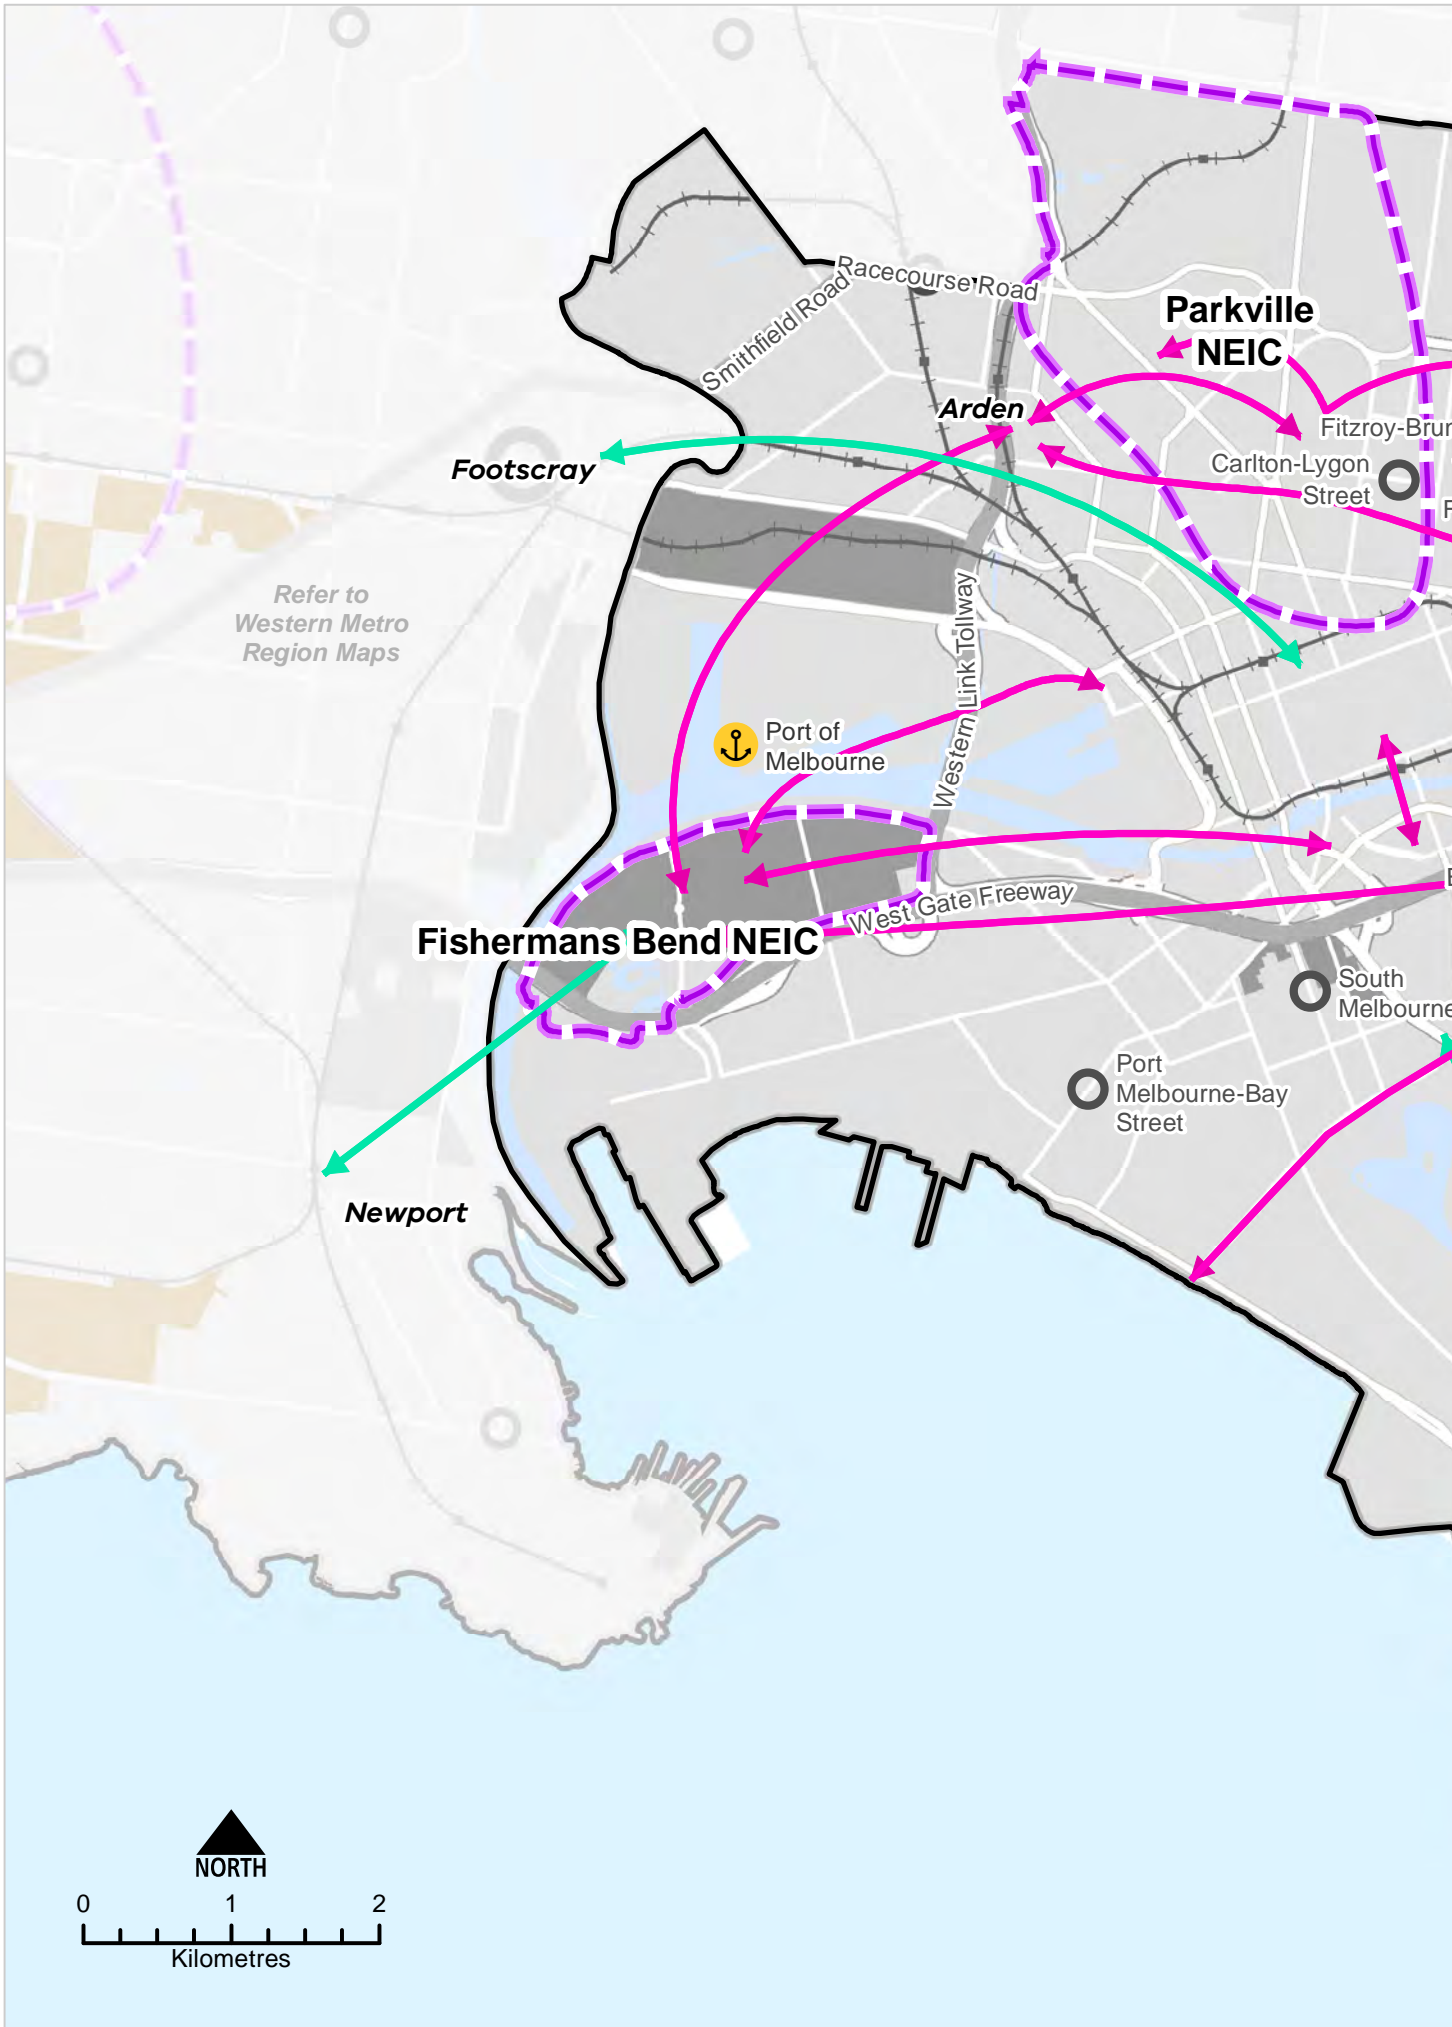 Racecourse Road
Smithfield Road
Parkville
NEIC
Arden
Fitzroy-Brun
Footscray
Carlton-Lygon
Street
F
Refer to
Western Metro
Region Maps
Western Link Tollway
Port of
Melbourne
West Gate Freeway
E
Fishermans Bend NEIC
South
Melbourne
Port
Melbourne-Bay
Street
Newport
NORTH
0 1 2
Kilometres